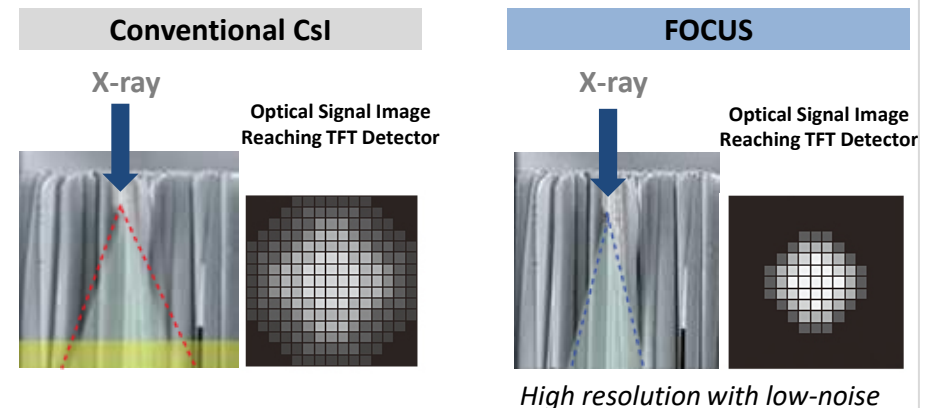 Conventional CsI
X-ray
Optical Signal Image
Reaching TFT Detector
FOCUS
X-ray
Optical Signal Image
Reaching TFT Detector
High resolution with low-noise